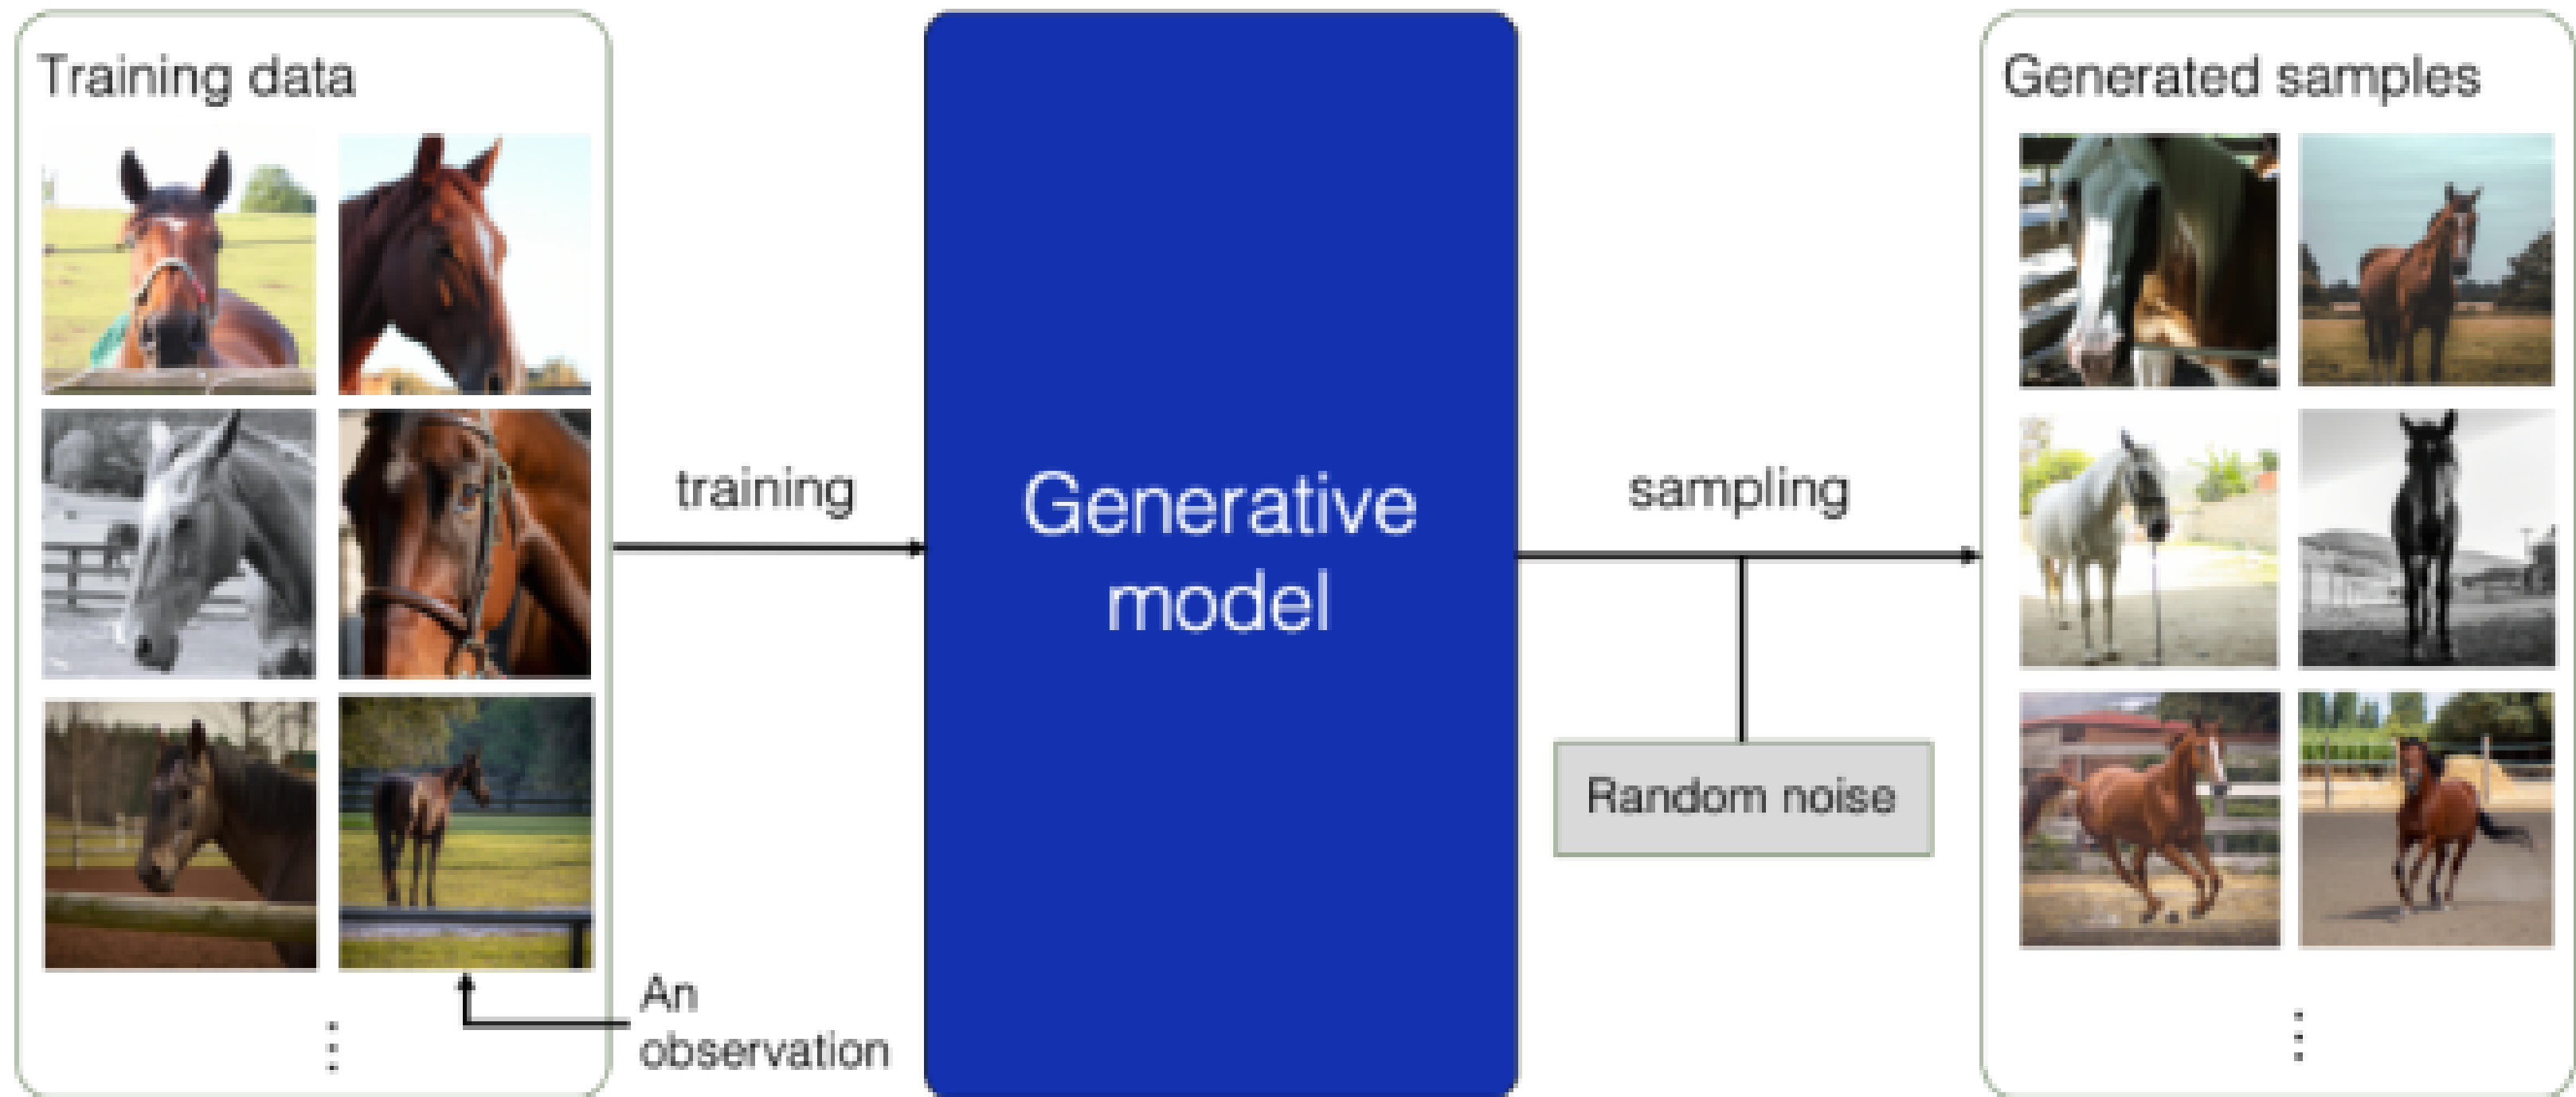 Training data
Generated samples
training
Generative
model
sampling
Random noise
An
observation